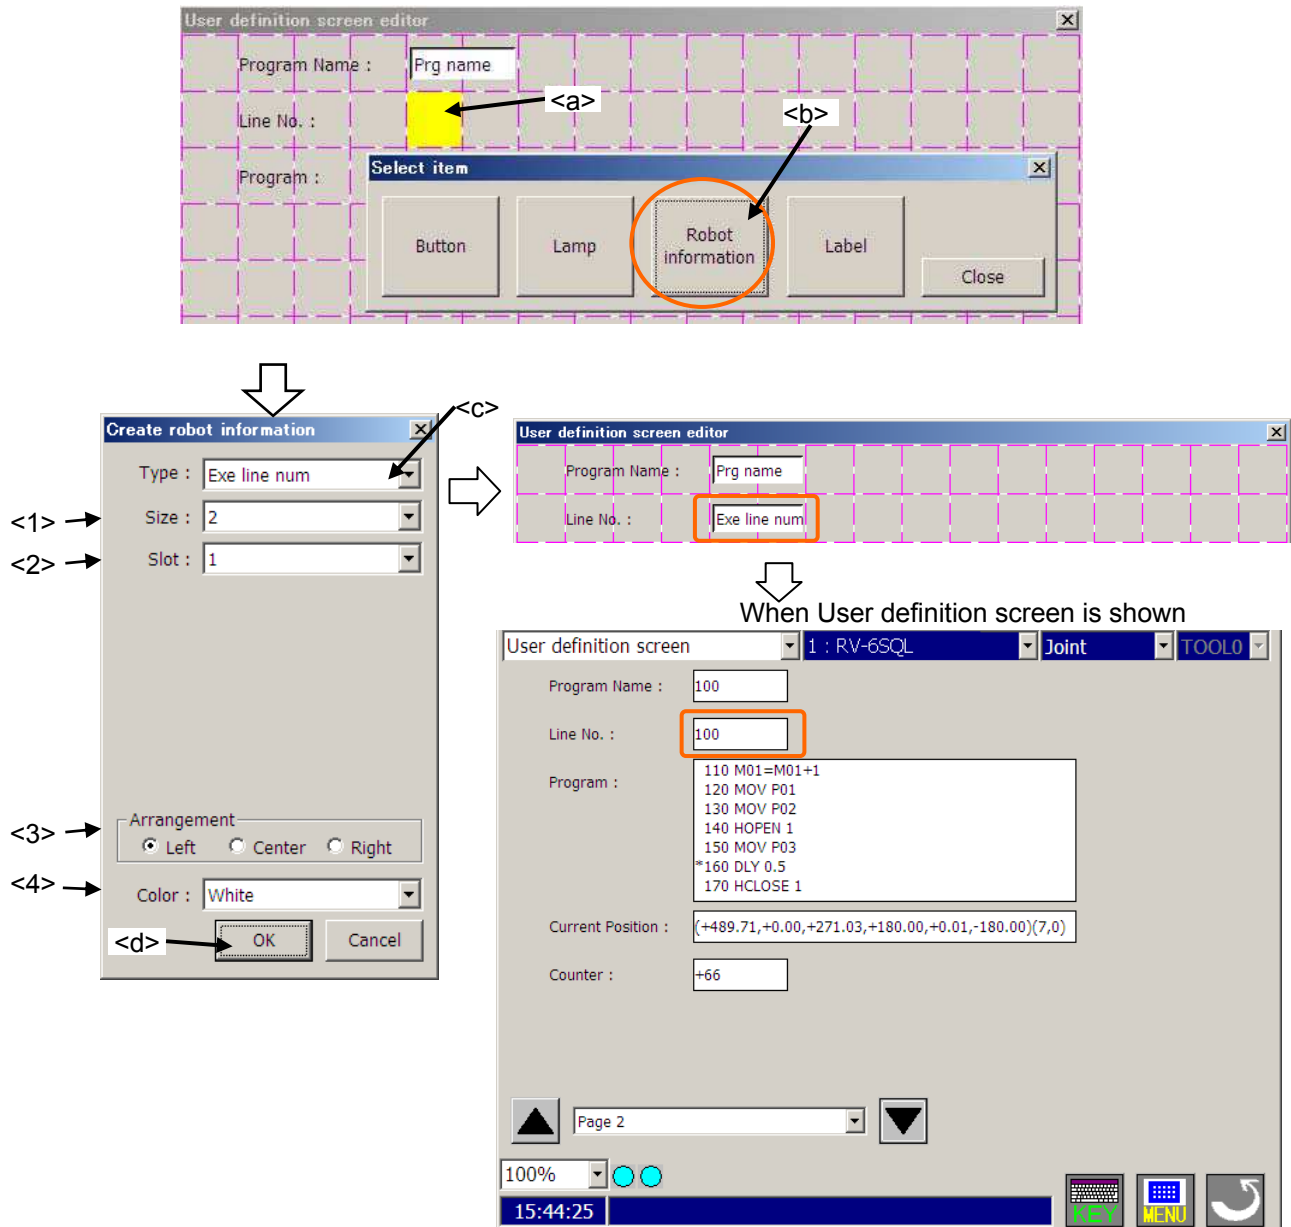 User definition screen editor
Program Name : Prg name
<a>
<b>
Line No. :
Program :
Select item
Button
Lamp
Robot
information
Label
Close
<c>
Create robot information
Type : Exe line num
<1>
Size : 2
<2>
Slot : 1
<3>
Arrangement
Left Center Right
<4>
Color : White
<d>
OK Cancel
User definition screen editor
Program Name : Prg name
Line No. : Exe line num
When User definition screen is shown
User definition screen 1 : RV-6SQL Joint TOOL0
Program Name : 100
Line No. : 100
Program :
110 M01=M01+1
120 MOV P01
130 MOV P02
140 HOPEN 1
150 MOV P03
*160 DLY 0.5
170 HCLOSE 1
Current Position : (+489.71,+0.00,+271.03,+180.00,+0.01,-180.00)(7,0)
Counter : +66
Page 2
100%
15:44:25
KEY MENU